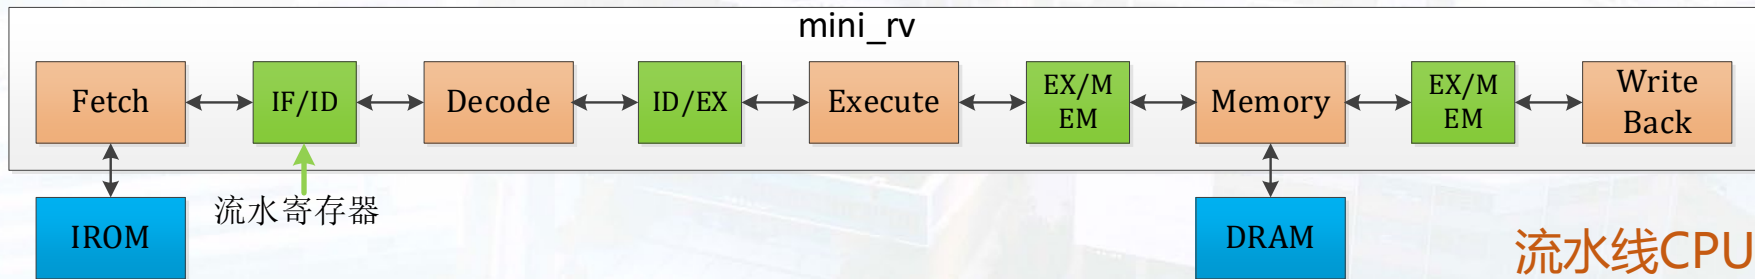 mini_rv
Fetch
IF/ID
Decode
ID/EX
Execute
EX/M
EM
Memory
EX/M
EM
Write
Back
流水寄存器
IROM
DRAM
流水线CPU